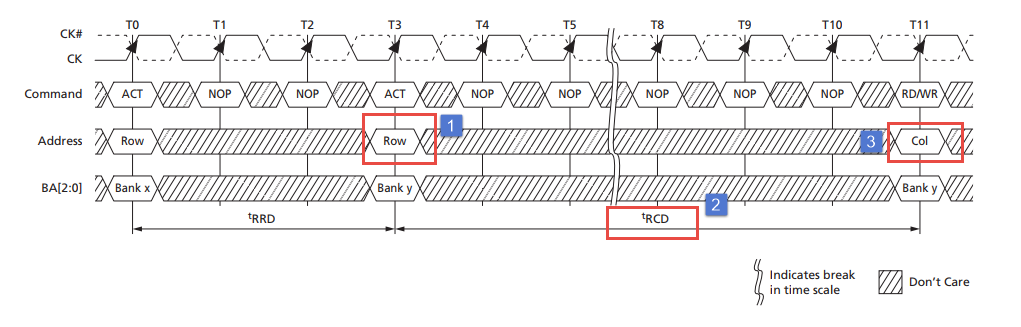 T0 T1 T2 T3 T4 T5 T8 T9 T10 T11
CK#
CK
Command ACT NOP NOP ACT NOP NOP NOP NOP NOP RD/WR
1
Address Row Row 3 Col
BA[2:0] Bank x Bank y Bank y
2
tRRD tRCD
Indicates break
in time scale
Don't Care